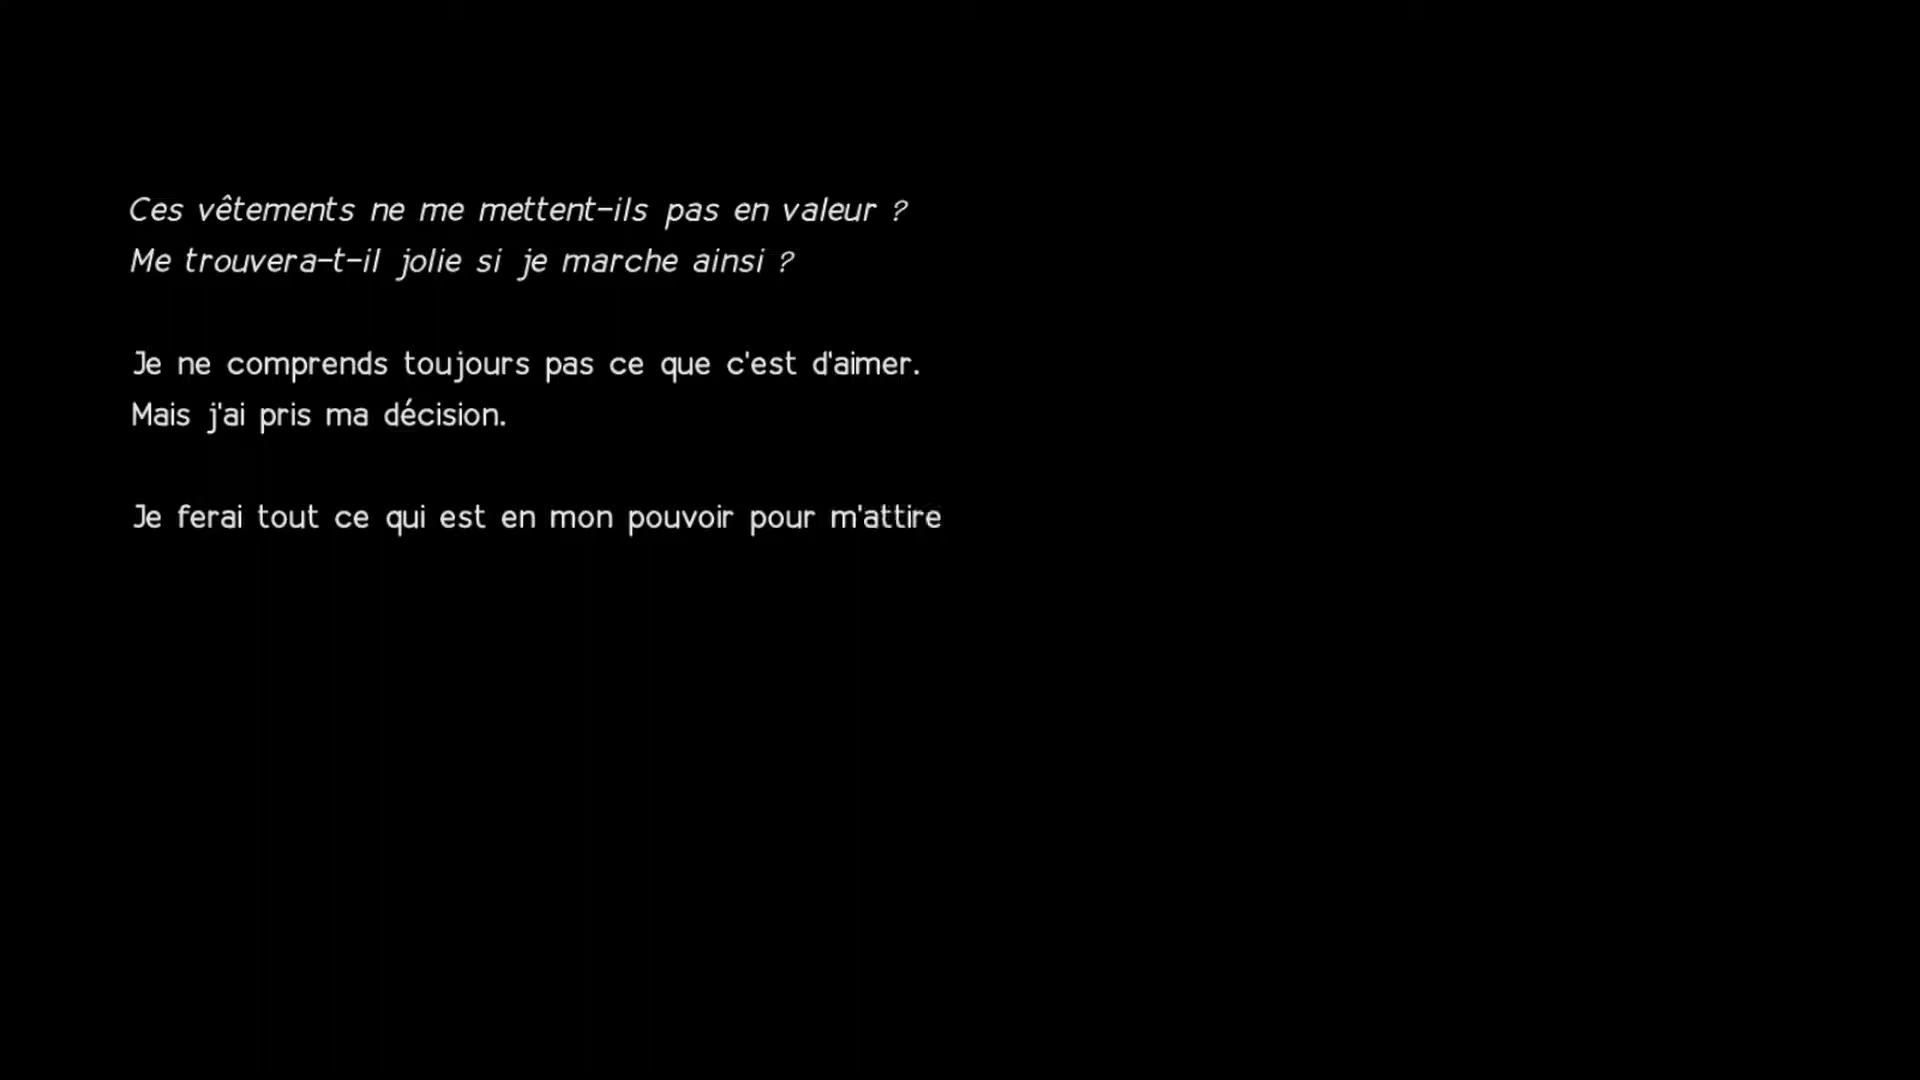 Ces vêtements ne me mettent-ils pas en valeur ?
Me trouvera-t-il jolie si je marche ainsi ?
Je ne comprends toujours pas ce que c'est d'aimer.
Mais j'ai pris ma décision.
Je ferai tout ce qui est en mon pouvoir pour m'attire